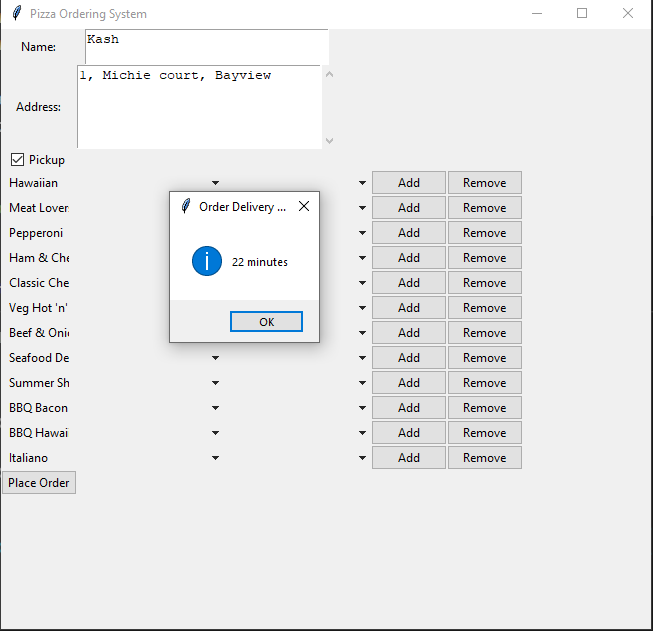 Pizza Ordering System
Name:
Kash
Address:
1, Michie court, Bayview
Pickup
Hawaiian
Add Remove
Meat Lover
Add Remove
Pepperoni
Add Remove
Ham & Che
Add Remove
Classic Che
Add Remove
Veg Hot 'n'
Add Remove
Beef & Onio
Add Remove
Seafood De
Add Remove
Summer Sh
Add Remove
BBQ Bacon
Add Remove
BBQ Hawai
Add Remove
Italiano
Add Remove
Place Order
Order Delivery ...
22 minutes
OK